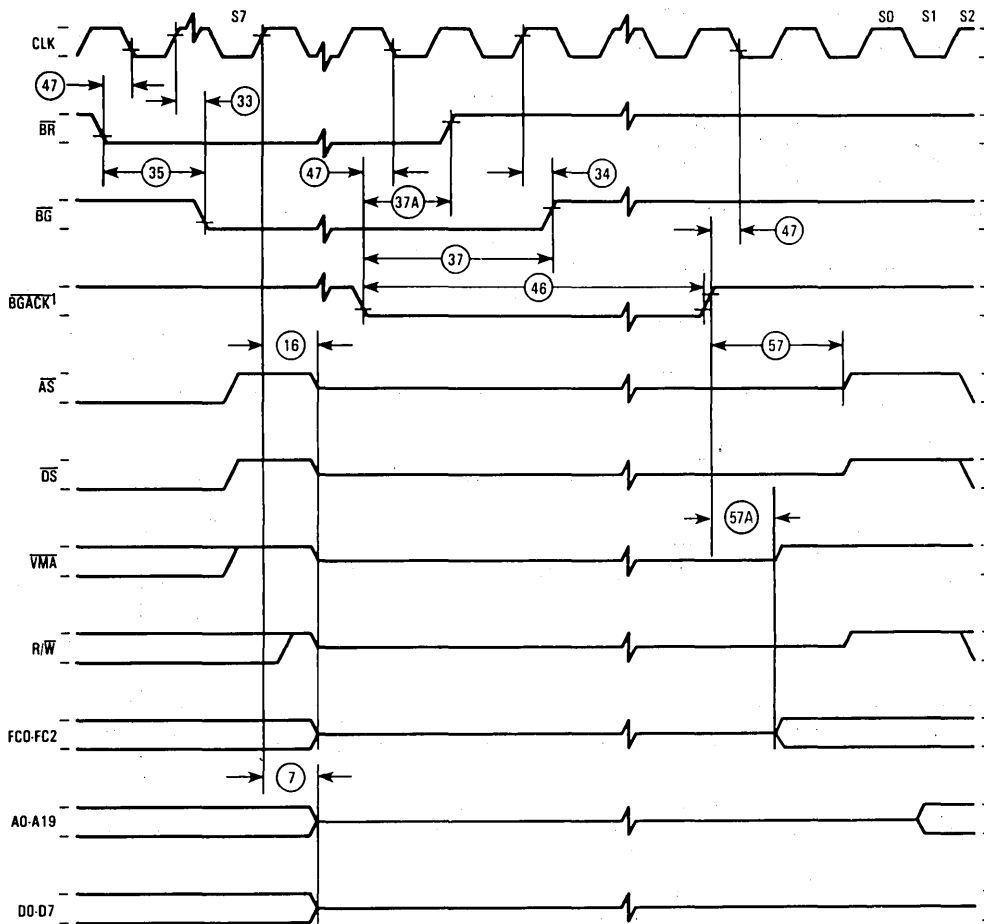 S7
S0 S1 S2
CLK
47
33
BR
35
47
37A
34
BG
37
47
46
BGACK1
16
57
AS
DS
57A
VMA
R/W
FC0-FC2
7
A0-A19
D0-D7